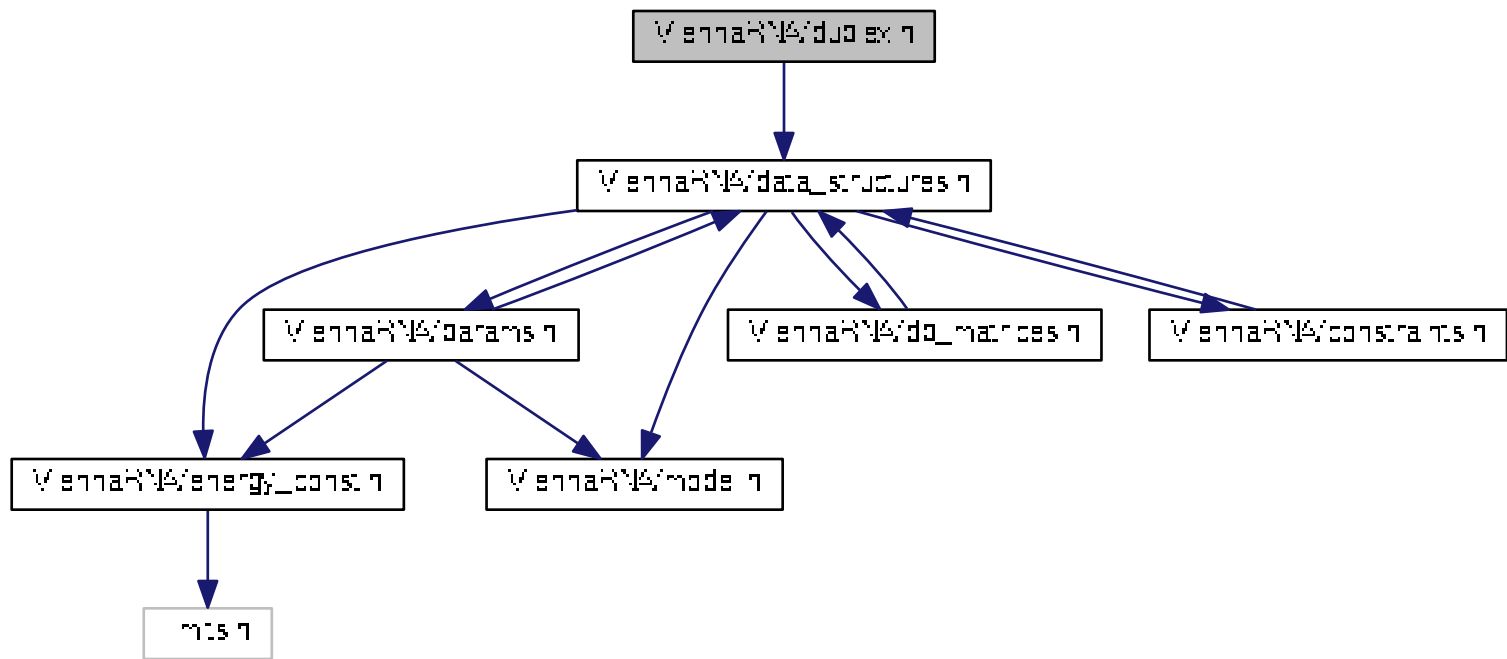 ViennaRNA/duplex.h
ViennaRNA/data_structures.h
ViennaRNA/params.h
ViennaRNA/dp_matrices.h
ViennaRNA/constraints.h
ViennaRNA/energy_const.h
ViennaRNA/model.h
limits.h